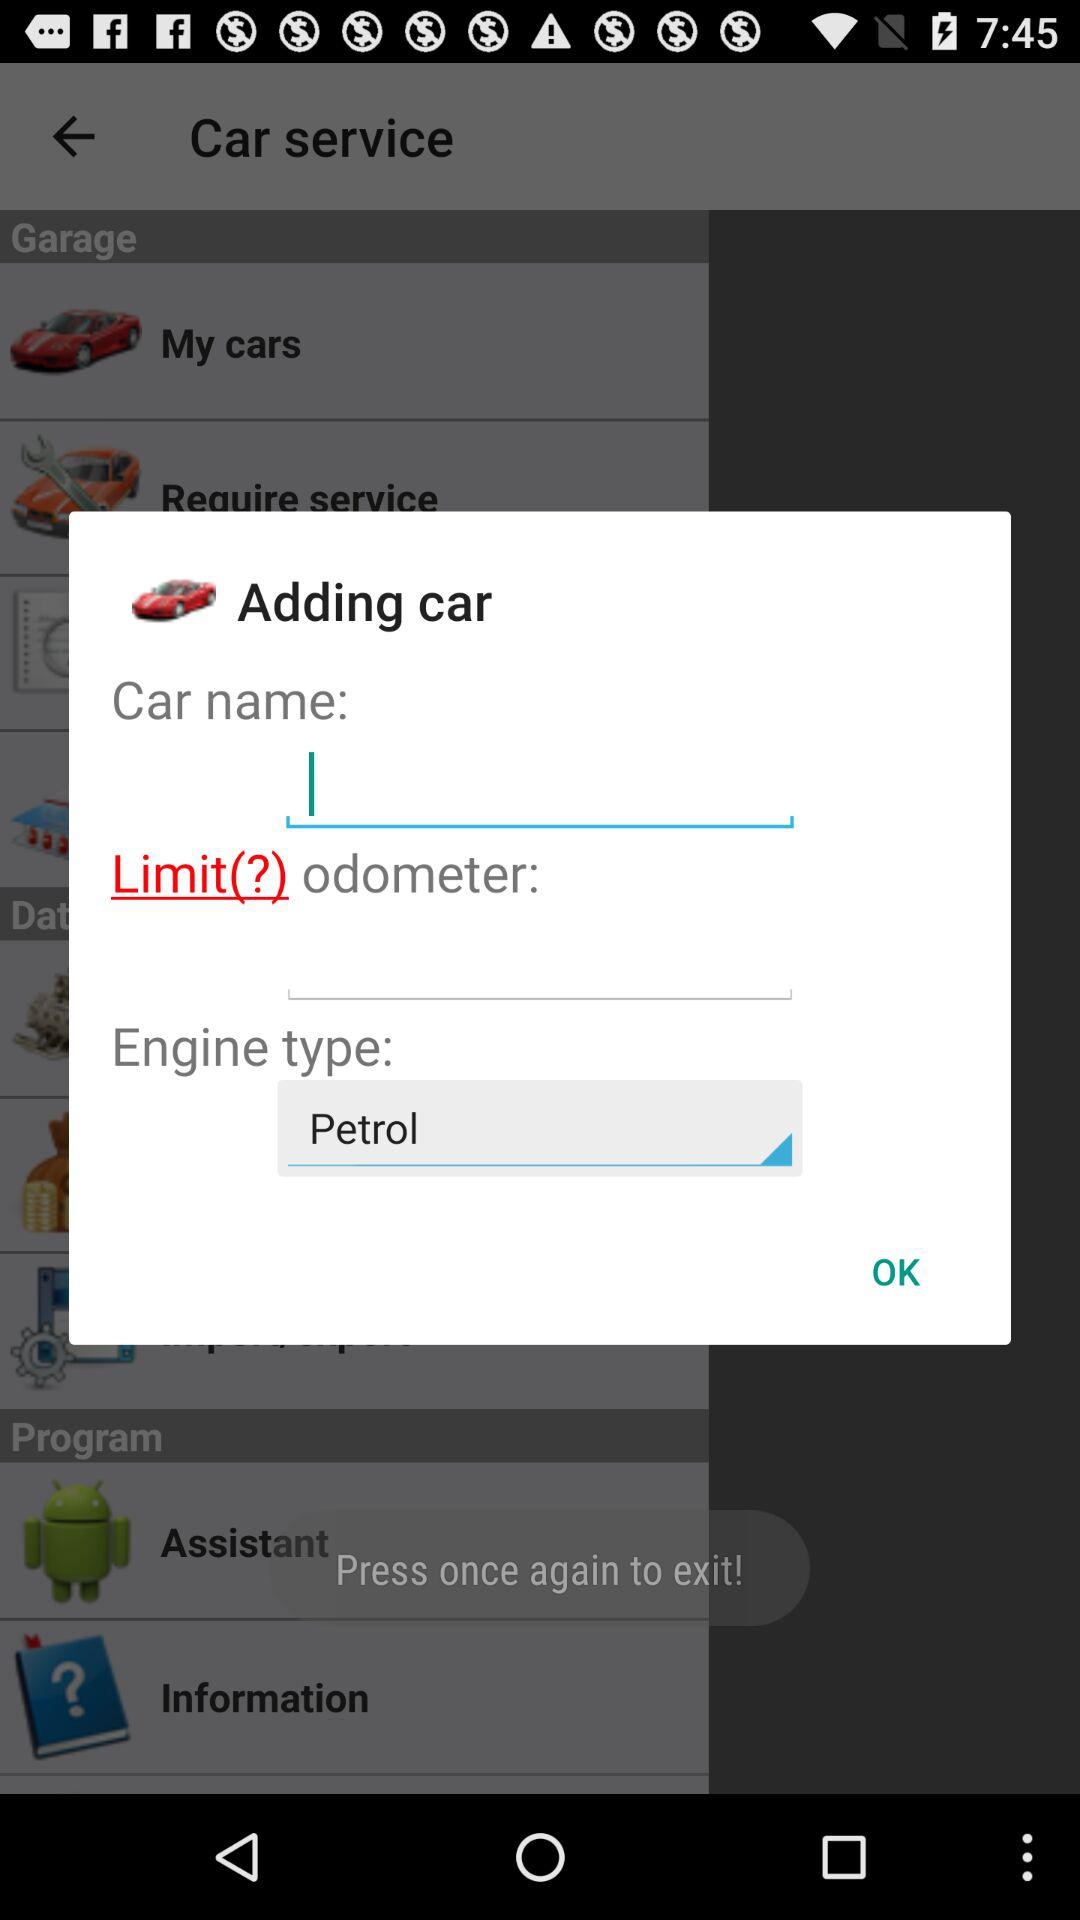 7:45
Car service
Garage
My cars
Require service
Adding car
Car name:
Limit(?) odometer:
Dat
Engine type:
Petrol
OK
Program
Assistant
Press once again to exit!
Information